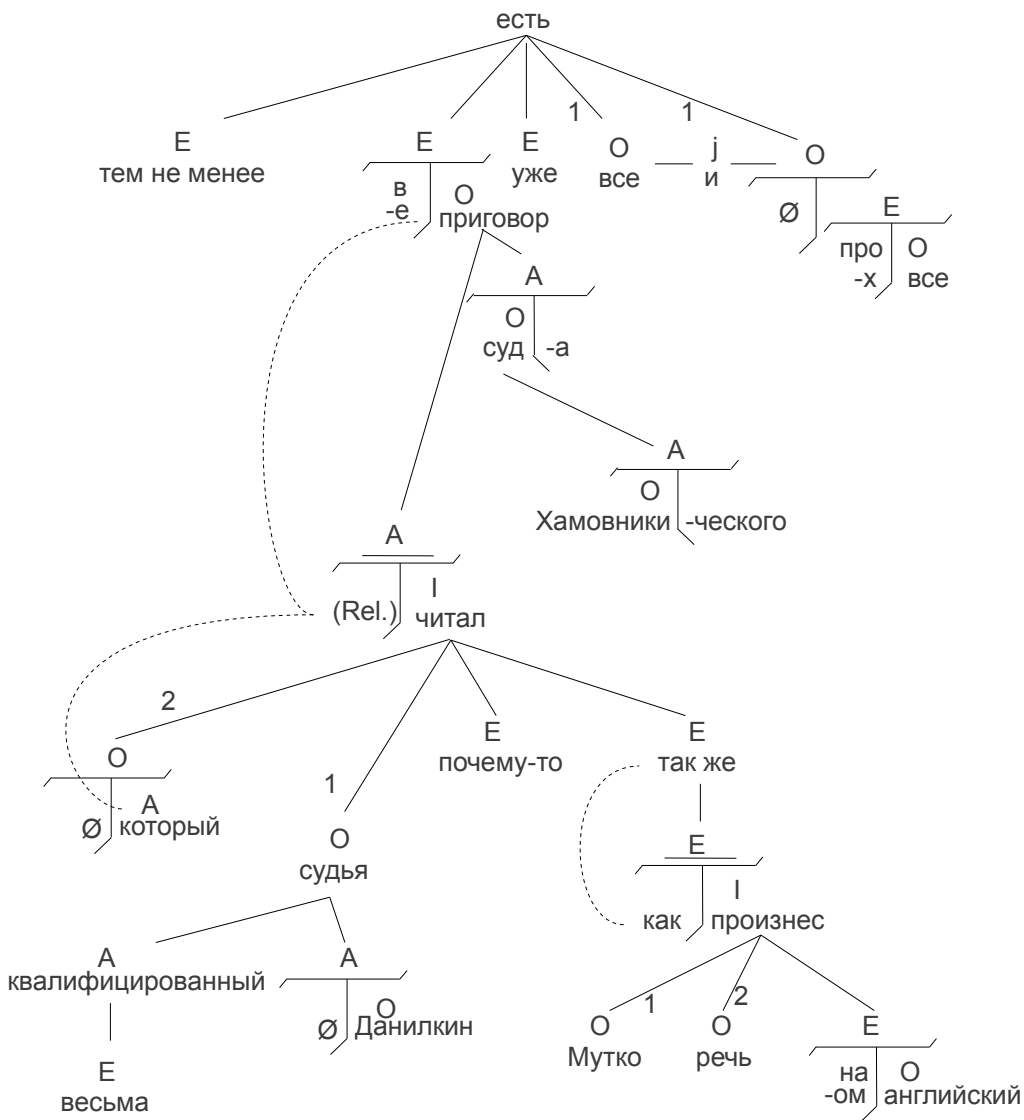 есть
1 1
E E E O j O
тем не менее уже все и
в О
-е приговор
Ø E
про О
-х все
A
О
суд -а
A
О
Хамовники -ческого
A
I
(Rel.) читал
2
О E E
почему-то так же
1
A
Ø который
О
судья
E
I
как произнес
A A
квалифицированный
О
Ø Данилкин
1 2
О О E
Мутко речь
E
весьма
на О
-ом английский